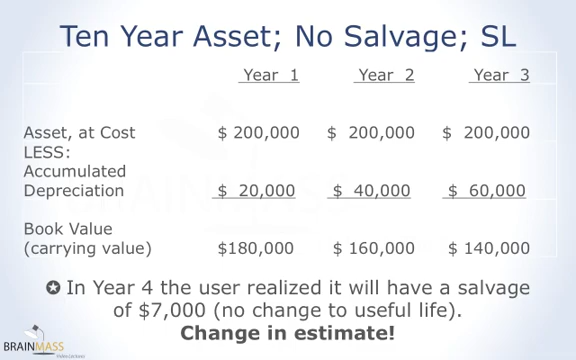 Ten Year Asset; No Salvage; SL
Year 1 Year 2 Year 3
Asset, at Cost $ 200,000 $ 200,000 $ 200,000
LESS:
Accumulated
Depreciation $ 20,000 $ 40,000 $ 60,000
Book Value
(carrying value) $180,000 $ 160,000 $ 140,000
✪ In Year 4 the user realized it will have a salvage
of $7,000 (no change to useful life).
Change in estimate!
BRAINMASS